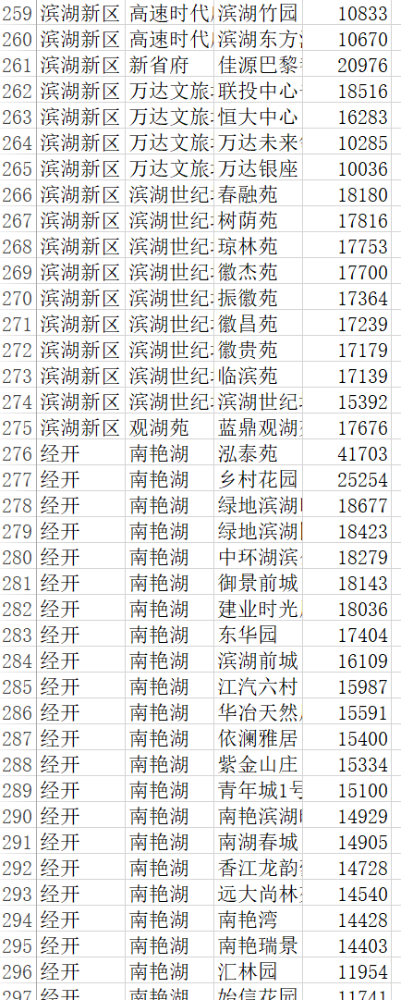 259 滨湖新区 高速时代 滨湖竹园 10833
260 滨湖新区 高速时代 滨湖东方 10670
261 滨湖新区 新省府 佳源巴黎 20976
262 滨湖新区 万达文旅 联投中心 18516
263 滨湖新区 万达文旅 恒大中心 16283
264 滨湖新区 万达文旅 万达未来 10285
265 滨湖新区 万达文旅 万达银座 10036
266 滨湖新区 滨湖世纪 春融苑 18180
267 滨湖新区 滨湖世纪 树荫苑 17816
268 滨湖新区 滨湖世纪 琼林苑 17753
269 滨湖新区 滨湖世纪 徽杰苑 17700
270 滨湖新区 滨湖世纪 振徽苑 17364
271 滨湖新区 滨湖世纪 徽昌苑 17239
272 滨湖新区 滨湖世纪 徽贵苑 17179
273 滨湖新区 滨湖世纪 临滨苑 17139
274 滨湖新区 滨湖世纪 滨湖世纪 15392
275 滨湖新区 观湖苑 蓝鼎观湖 17676
276 经开 南艳湖 泓泰苑 41703
277 经开 南艳湖 乡村花园 25254
278 经开 南艳湖 绿地滨湖 18677
279 经开 南艳湖 绿地滨湖 18423
280 经开 南艳湖 中环湖滨 18279
281 经开 南艳湖 御景前城 18143
282 经开 南艳湖 建业时光 18036
283 经开 南艳湖 东华园 17404
284 经开 南艳湖 滨湖前城 16109
285 经开 南艳湖 江汽六村 15987
286 经开 南艳湖 华冶天然 15591
287 经开 南艳湖 依澜雅居 15400
288 经开 南艳湖 紫金山庄 15334
289 经开 南艳湖 青年城1号 15100
290 经开 南艳湖 南艳滨湖 14929
291 经开 南艳湖 南湖春城 14905
292 经开 南艳湖 香江龙韵 14728
293 经开 南艳湖 远大尚林 14540
294 经开 南艳湖 南艳湾 14428
295 经开 南艳湖 南艳瑞景 14403
296 经开 南艳湖 汇林园 11954
297 经开 南艳湖 始信花园 11741